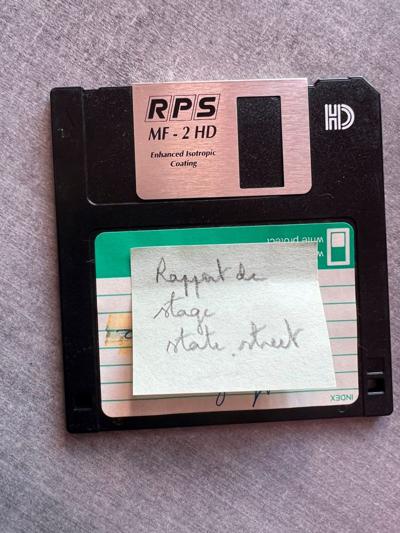 RPS
MF - 2 HD
Enhanced Isotropic
Coating
HD
write protect
Rapport de
stage
state. street
INDEX